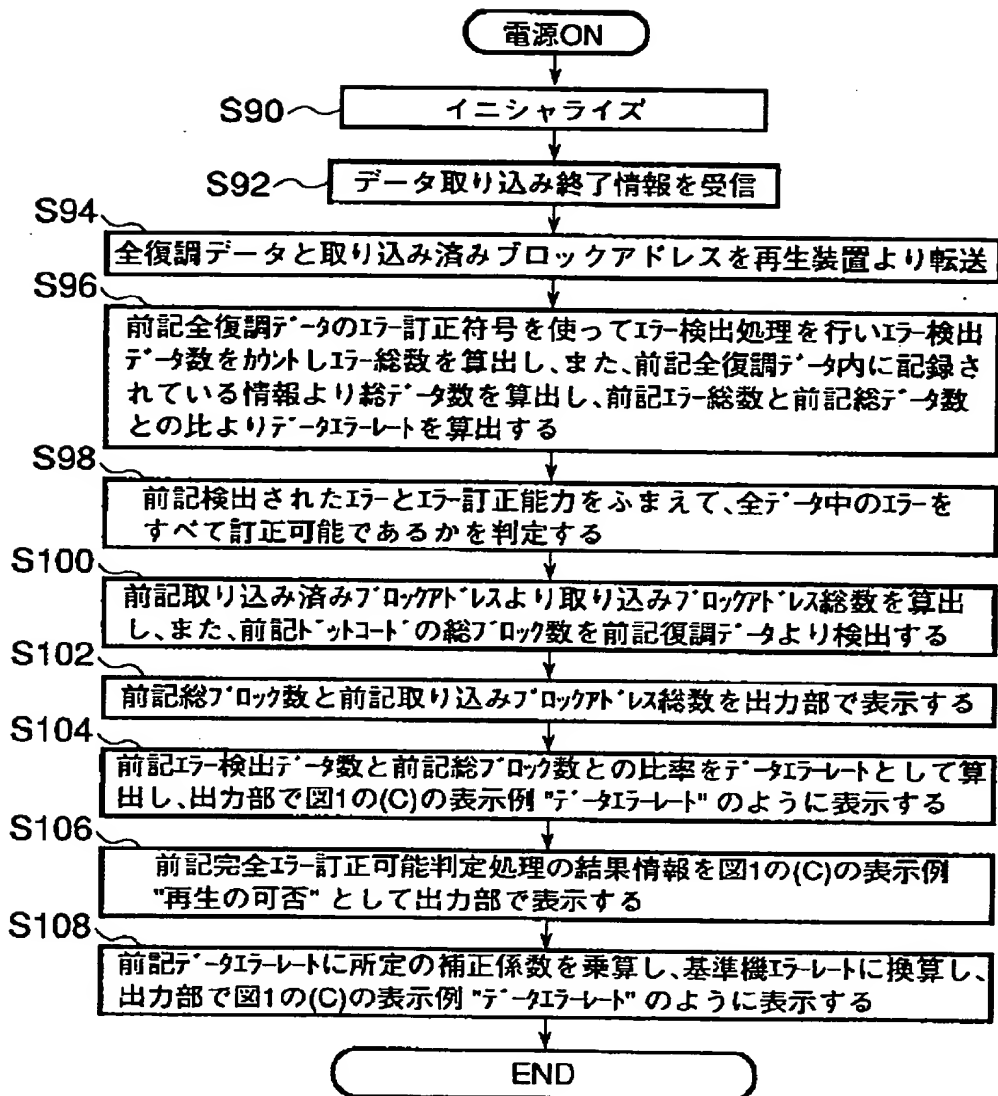 電源ON
S90
イニシャライズ
S92
データ取り込み終了情報を受信
S94
全復調データと取り込み済みブロックアドレスを再生装置より転送
S96
前記全復調データのエラー訂正符号を使ってエラー検出処理を行いエラー検出
データ数をカウントしエラー総数を算出し、また、前記全復調データ内に記録さ
れている情報より総データ数を算出し、前記エラー総数と前記総データ数
との比よりデータエラーレートを算出する
S98
前記検出されたエラーとエラー訂正能力をふまえて、全データ中のエラーを
すべて訂正可能であるかを判定する
S100
前記取り込み済みブロックアドレスより取り込みブロックアドレス総数を算出
し、また、前記ドットコードの総ブロック数を前記復調データより検出する
S102
前記総ブロック数と前記取り込みブロックアドレス総数を出力部で表示する
S104
前記エラー検出データ数と前記総ブロック数との比率をデータエラーレートとして算
出し、出力部で図1の(C)の表示例"データエラーレート"のように表示する
S106
前記完全エラー訂正可能判定処理の結果情報を図1の(C)の表示例
"再生の可否"として出力部で表示する
S108
前記データエラーレートに所定の補正係数を乗算し、基準機エラーレートに換算し、
出力部で図1の(C)の表示例"データエラーレート"のように表示する
END